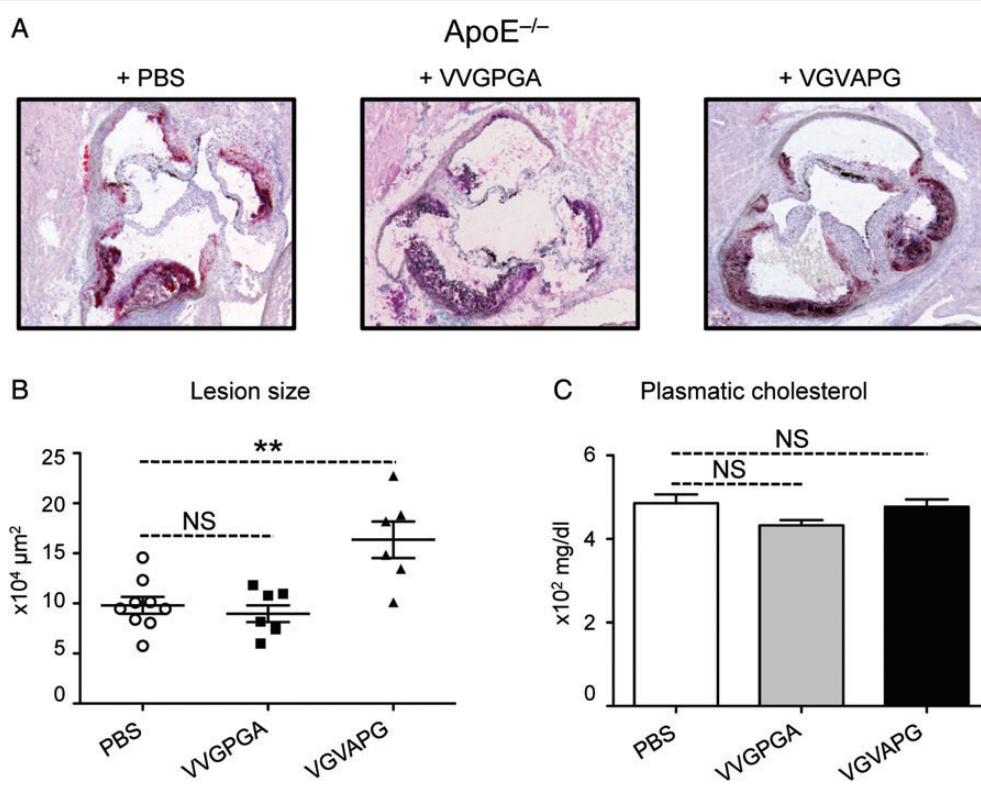 A
ApoE–/–
+ PBS
+ VVGPGA
+ VGVAPG
B
Lesion size
**
NS
25
20
15
10
5
0
x10⁴ µm²
PBS
VVGPGA
VGVAPG
C
Plasmatic cholesterol
NS
NS
6
4
2
0
x10² mg/dl
PBS
VVGPGA
VGVAPG